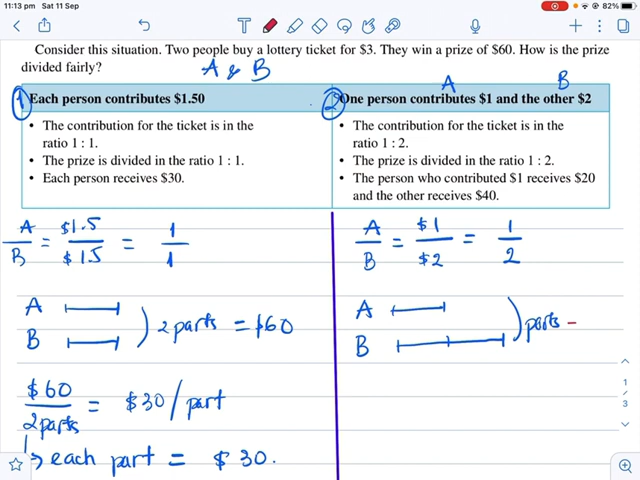 11:13 pm Sat 11 Sep
82%
Consider this situation. Two people buy a lottery ticket for $3. They win a prize of $60. How is the prize
divided fairly?
A & B
A
B
1 Each person contributes $1.50
• The contribution for the ticket is in the
ratio 1 : 1.
• The prize is divided in the ratio 1 : 1.
• Each person receives $30.
2 One person contributes $1 and the other $2
• The contribution for the ticket is in the
ratio 1 : 2.
• The prize is divided in the ratio 1 : 2.
• The person who contributed $1 receives $20
and the other receives $40.
A/B = $1.5/$1.5 = 1/1
A
B
2 parts = $60
$60/2 parts = $30/part
↳ each part = $30.
A/B = $1/$2 = 1/2
A
B
parts =
1/3